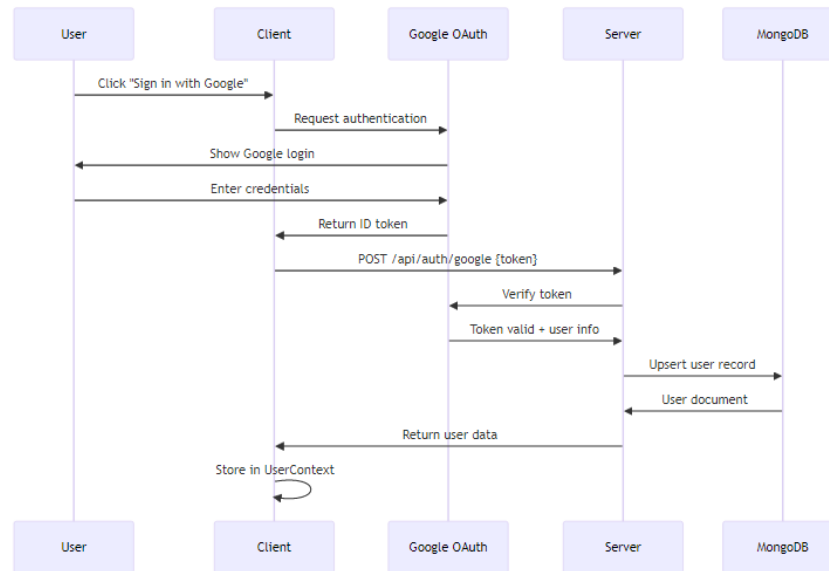 User
Client
Google OAuth
Server
MongoDB
Click "Sign in with Google"
Request authentication
Show Google login
Enter credentials
Return ID token
POST /api/auth/google {token}
Verify token
Token valid + user info
Upsert user record
User document
Return user data
Store in UserContext
User
Client
Google OAuth
Server
MongoDB